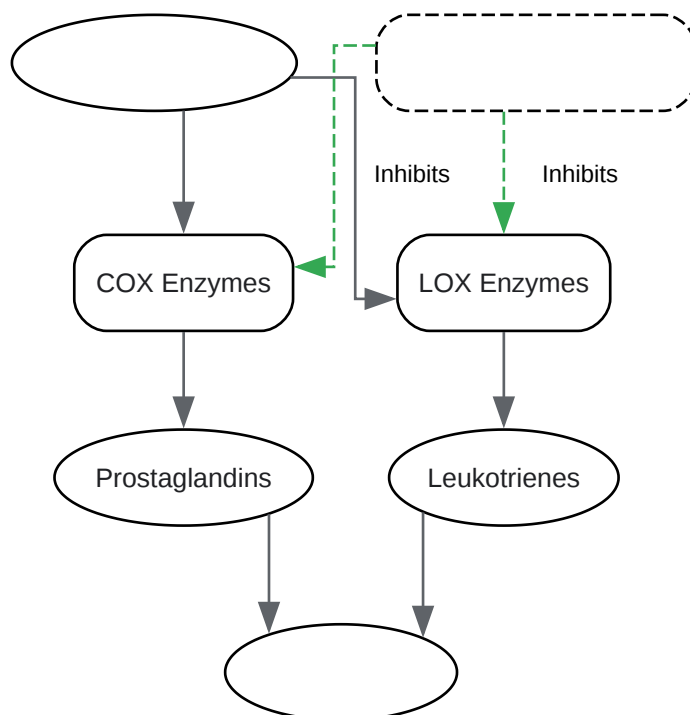 Inhibits
Inhibits
COX Enzymes
LOX Enzymes
Prostaglandins
Leukotrienes